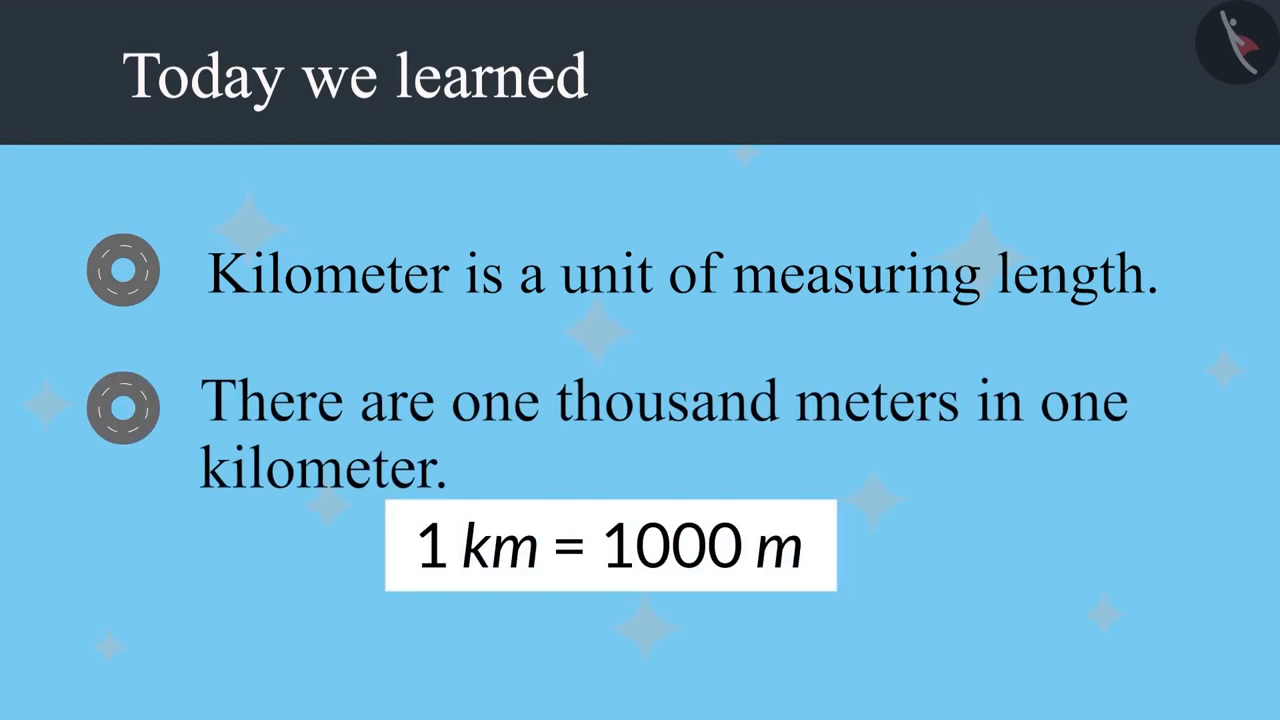 Today we learned
Kilometer is a unit of measuring length.
There are one thousand meters in one
kilometer.
1 km = 1000 m